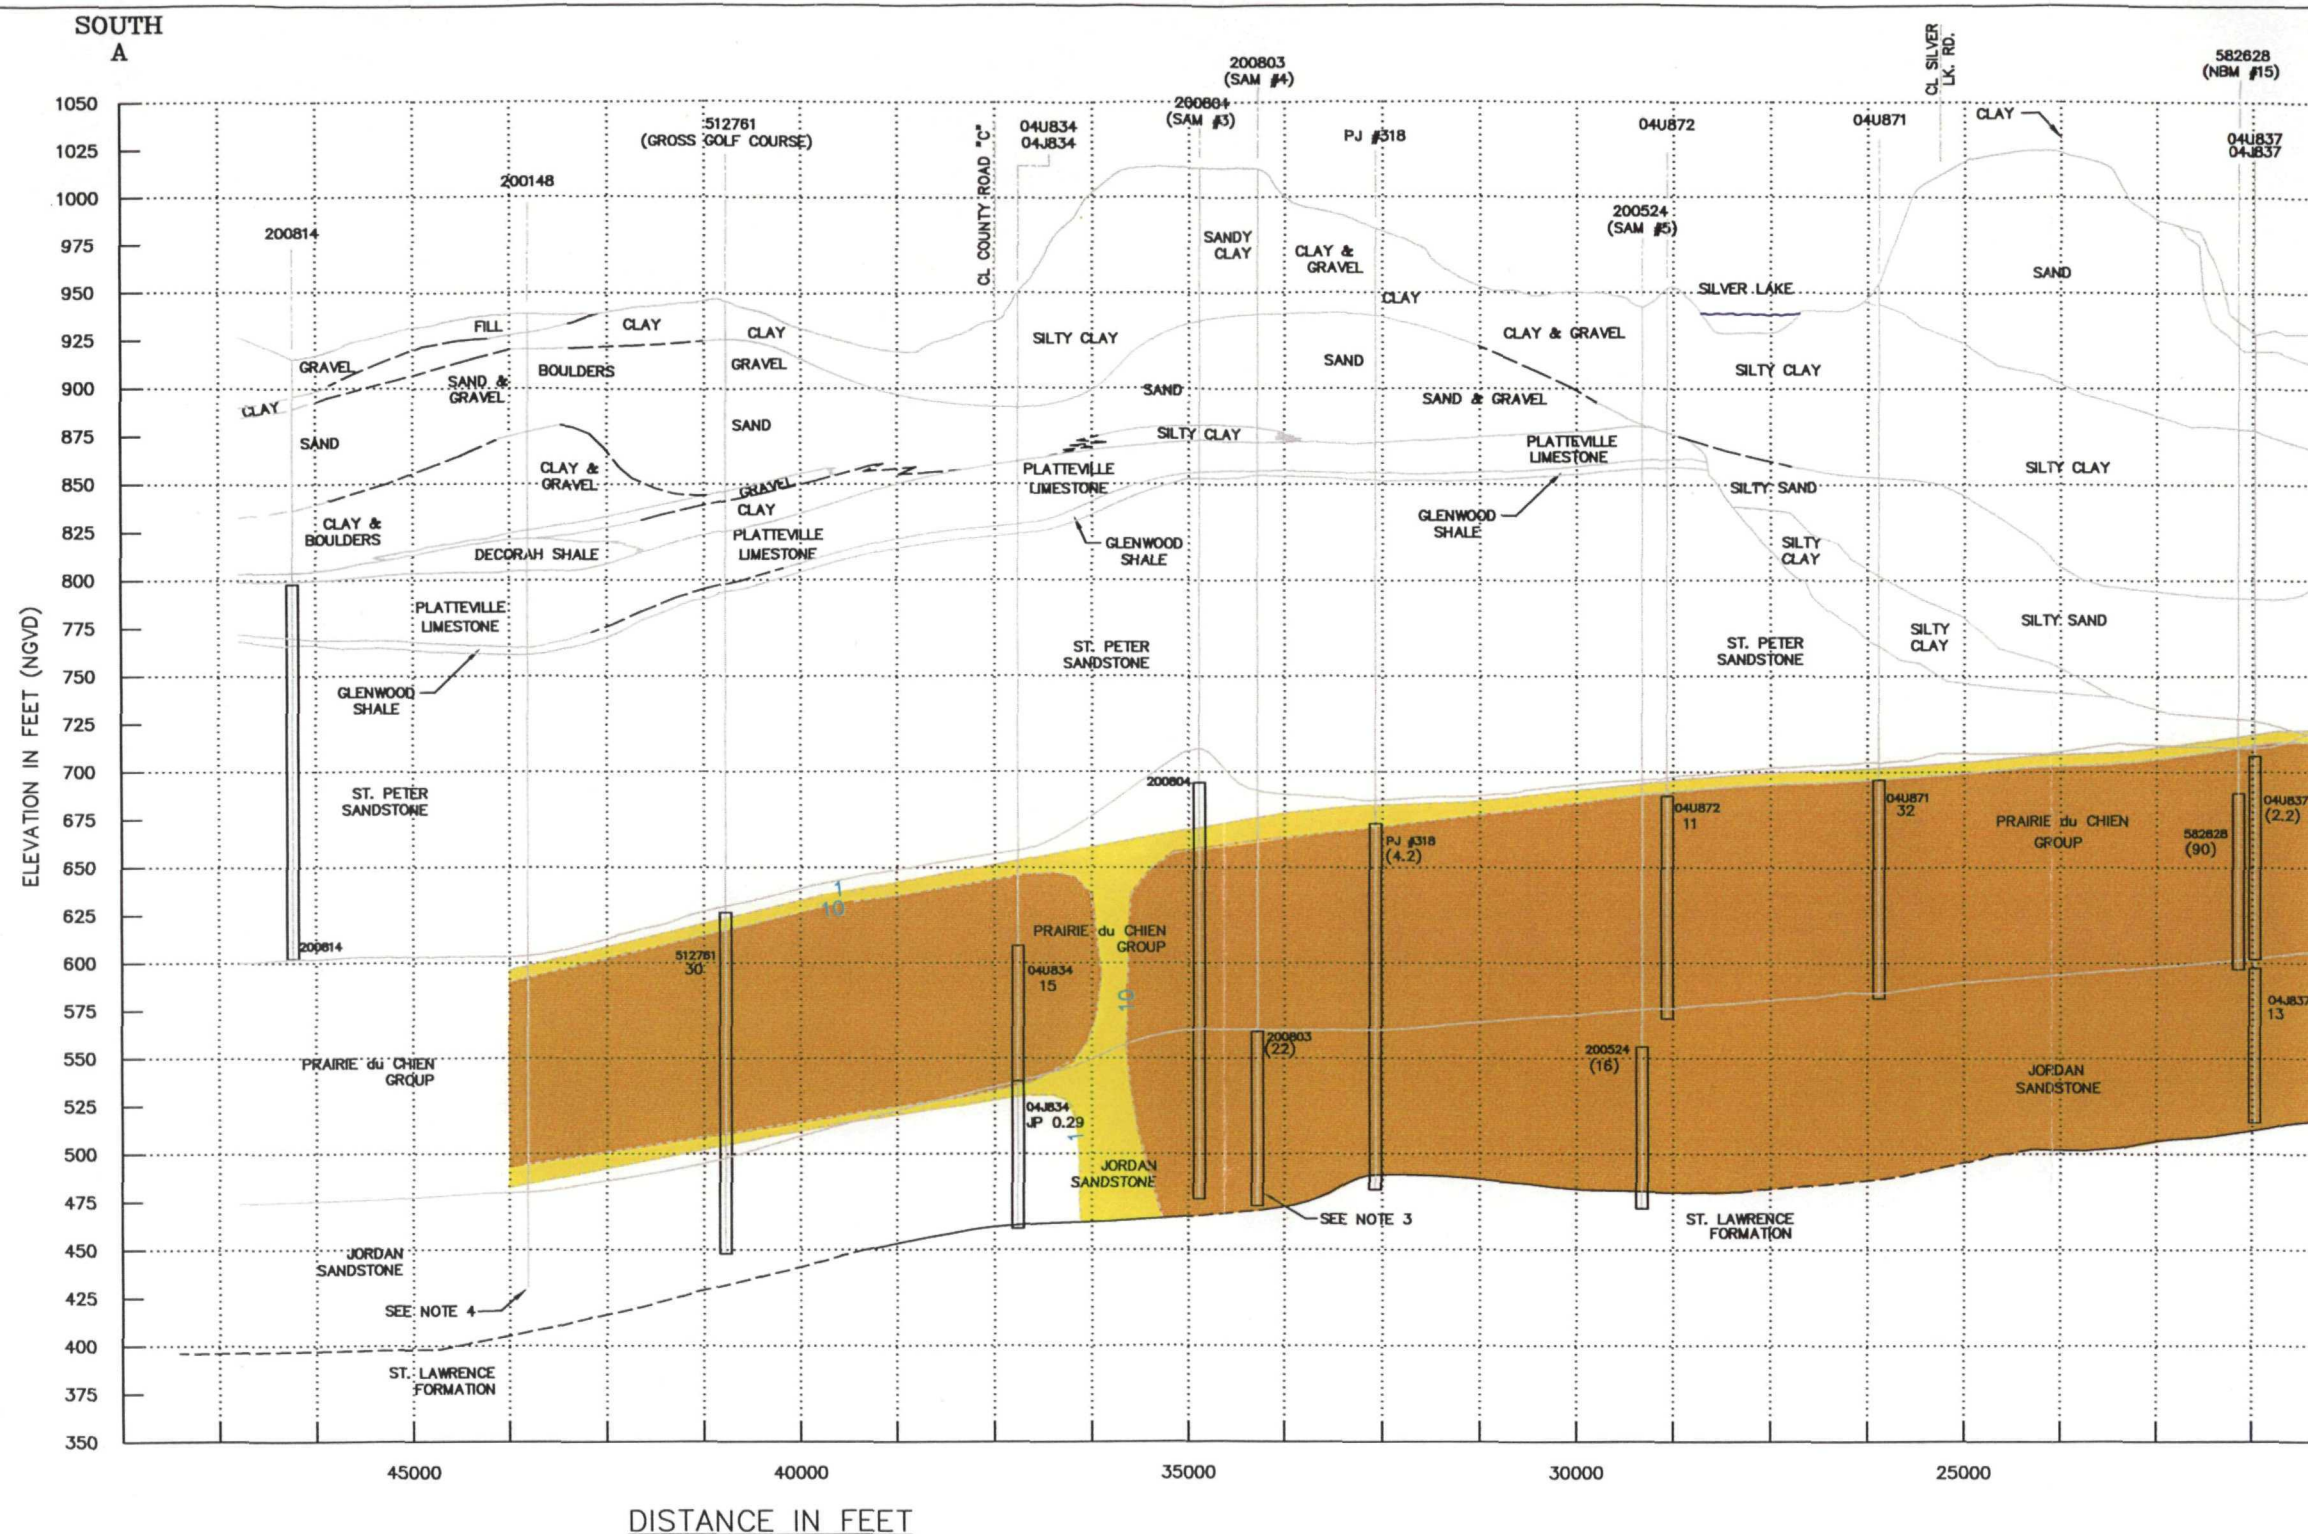 SOUTH
A
CL SILVER
LK. RD.
200803
(SAM #4)
582628
(NBM #15)
200804
(SAM #3)
512761
(GROSS GOLF COURSE)
CL COUNTY ROAD "C"
04U834
04J834
PJ #318
04U872
04U871
CLAY
04U837
04J837
200148
200814
200524
(SAM #5)
1050
1025
1000
975
950
925
900
875
850
825
800
775
750
725
700
675
650
625
600
575
550
525
500
475
450
425
400
375
350
ELEVATION IN FEET (NGVD)
SANDY
CLAY
CLAY &
GRAVEL
SAND
SILVER LAKE
CLAY
FILL
CLAY
CLAY
SILTY CLAY
CLAY & GRAVEL
GRAVEL
BOULDERS
GRAVEL
SAND
SILTY CLAY
SAND &
GRAVEL
SAND
SAND & GRAVEL
CLAY
SAND
SAND
SILTY CLAY
PLATTEVILLE
LIMESTONE
CLAY &
GRAVEL
PLATTEVILLE
LIMESTONE
SILTY CLAY
GRAVEL
CLAY
SILTY SAND
CLAY &
BOULDERS
GLENWOOD
SHALE
DECORAH SHALE
PLATTEVILLE
LIMESTONE
GLENWOOD
SHALE
SILTY
CLAY
PLATTEVILLE
LIMESTONE
SILTY
CLAY
SILTY SAND
ST. PETER
SANDSTONE
ST. PETER
SANDSTONE
GLENWOOD
SHALE
ST. PETER
SANDSTONE
200804
04U872
11
04U871
32
PRAIRIE du CHIEN
GROUP
04U837
(2.2)
582628
(90)
PJ #318
(4.2)
1
10
PRAIRIE du CHIEN
GROUP
200814
512761
30
04U834
15
10
04J837
13
200803
(22)
200524
(16)
PRAIRIE du CHIEN
GROUP
JORDAN
SANDSTONE
04J834
JP 0.29
1
JORDAN
SANDSTONE
SEE NOTE 3
ST. LAWRENCE
FORMATION
JORDAN
SANDSTONE
SEE NOTE 4
ST. LAWRENCE
FORMATION
45000
40000
35000
30000
25000
DISTANCE IN FEET